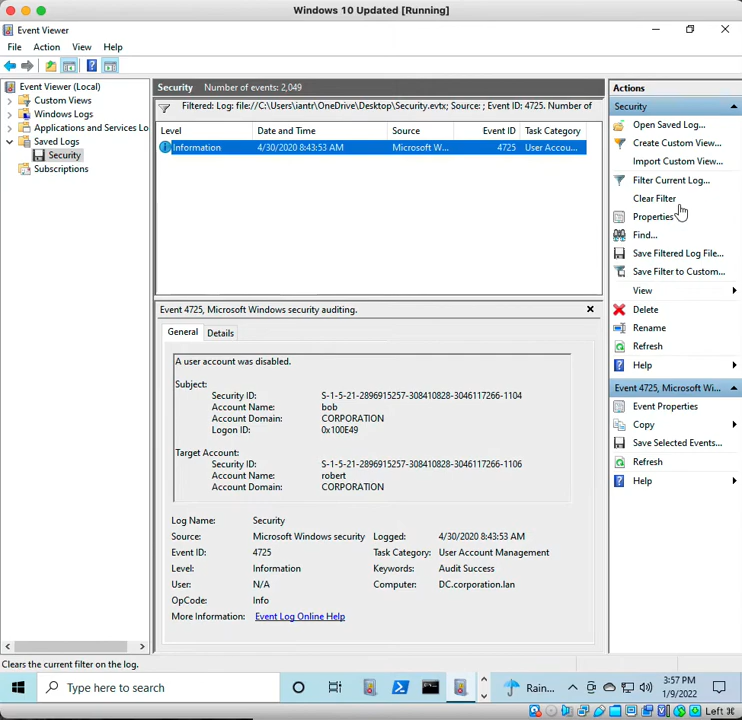 Windows 10 Updated [Running]
Event Viewer
File Action View Help
Event Viewer (Local)
Custom Views
Windows Logs
Applications and Services Lo
Saved Logs
Security
Subscriptions
Security Number of events: 2,049
Filtered: Log: file://C:\Users\iantr\OneDrive\Desktop\Security.evtx; Source: ; Event ID: 4725. Number of
Level Date and Time Source Event ID Task Category
Information 4/30/2020 8:43:53 AM Microsoft W... 4725 User Accou...
Event 4725, Microsoft Windows security auditing.
General Details
A user account was disabled.
Subject:
Security ID: S-1-5-21-2896915257-308410828-3046117266-1104
Account Name: bob
Account Domain: CORPORATION
Logon ID: 0x100E49
Target Account:
Security ID: S-1-5-21-2896915257-308410828-3046117266-1106
Account Name: robert
Account Domain: CORPORATION
Log Name: Security
Source: Microsoft Windows security Logged: 4/30/2020 8:43:53 AM
Event ID: 4725 Task Category: User Account Management
Level: Information Keywords: Audit Success
User: N/A Computer: DC.corporation.lan
OpCode: Info
More Information: Event Log Online Help
Actions
Security
Open Saved Log...
Create Custom View...
Import Custom View...
Filter Current Log...
Clear Filter
Properties
Find...
Save Filtered Log File...
Save Filter to Custom...
View
Delete
Rename
Refresh
Help
Event 4725, Microsoft Wi...
Event Properties
Copy
Save Selected Events...
Refresh
Help
Clears the current filter on the log.
Type here to search
Rain...
3:57 PM
1/9/2022
Left ⌘